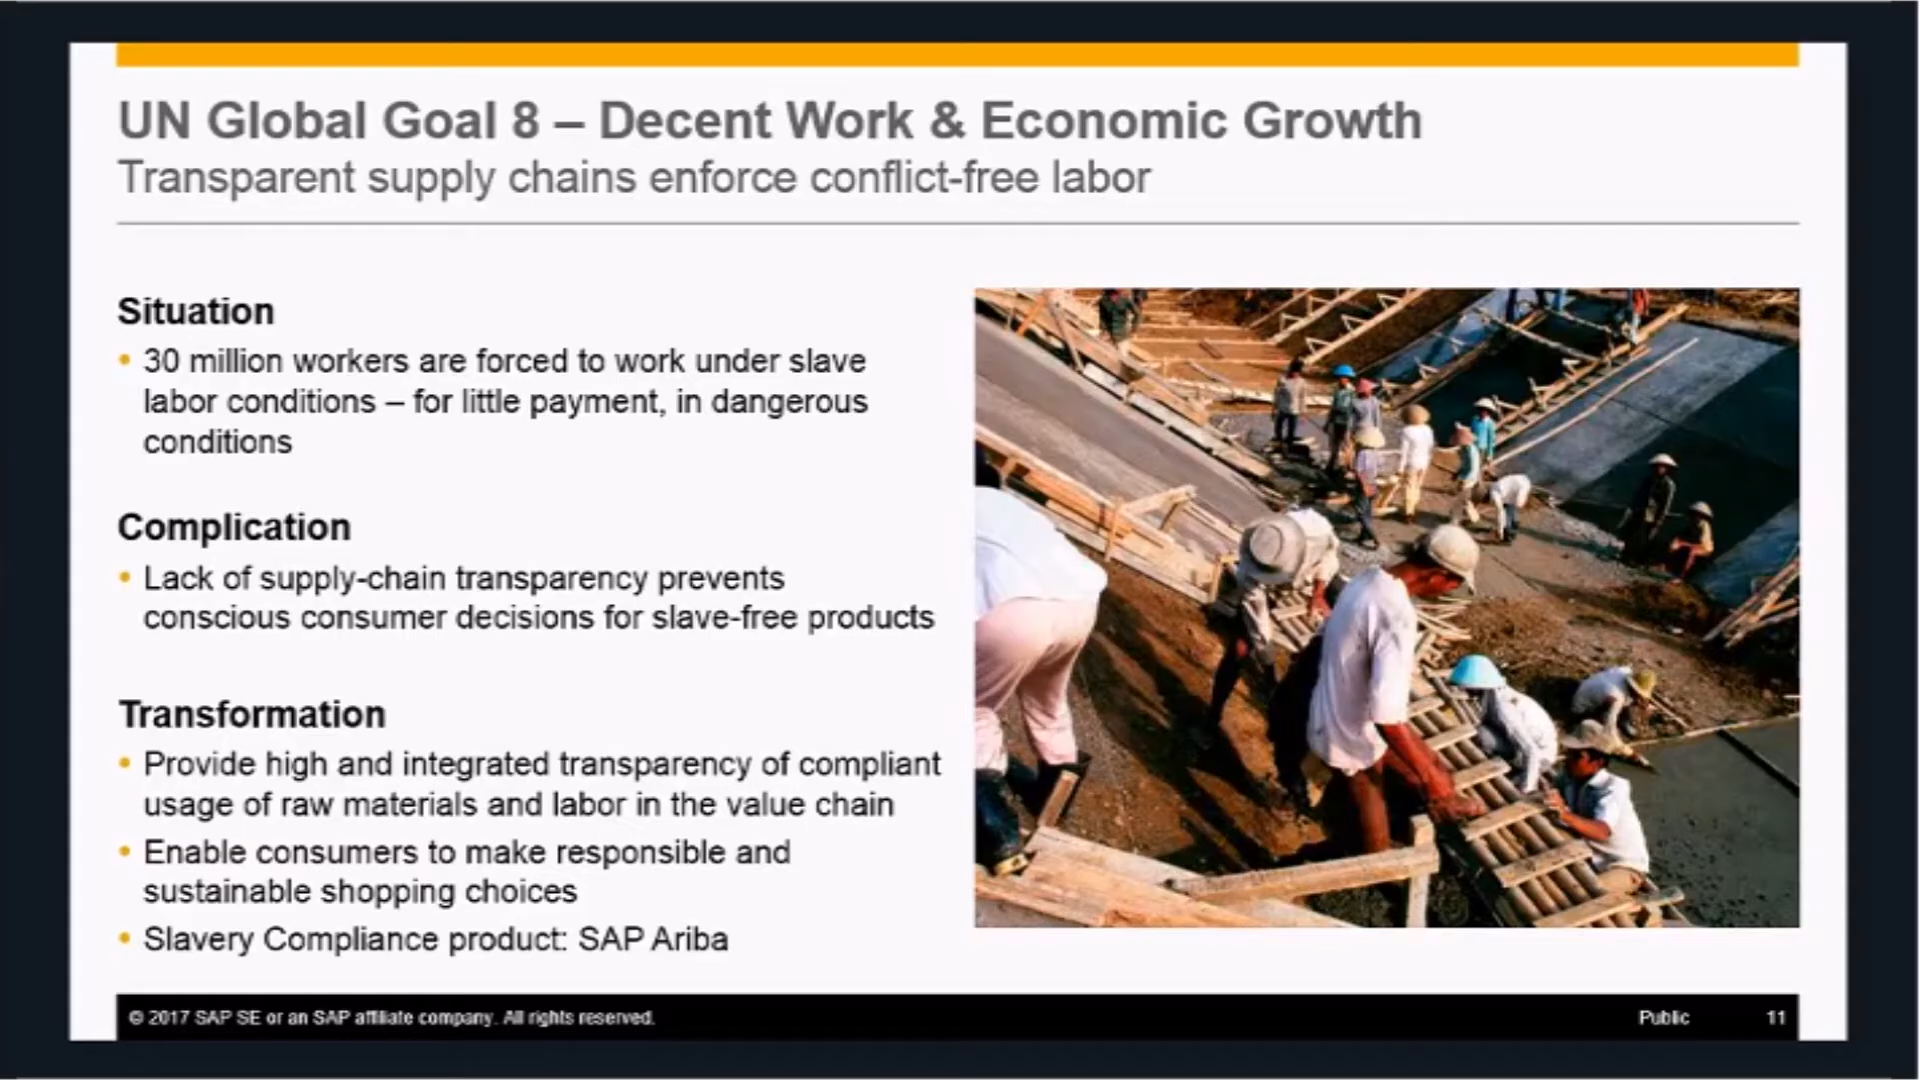 UN Global Goal 8 – Decent Work & Economic Growth
Transparent supply chains enforce conflict-free labor
Situation
• 30 million workers are forced to work under slave
labor conditions – for little payment, in dangerous
conditions
Complication
• Lack of supply-chain transparency prevents
conscious consumer decisions for slave-free products
Transformation
• Provide high and integrated transparency of compliant
usage of raw materials and labor in the value chain
• Enable consumers to make responsible and
sustainable shopping choices
• Slavery Compliance product: SAP Ariba
© 2017 SAP SE or an SAP affiliate company. All rights reserved. Public 11